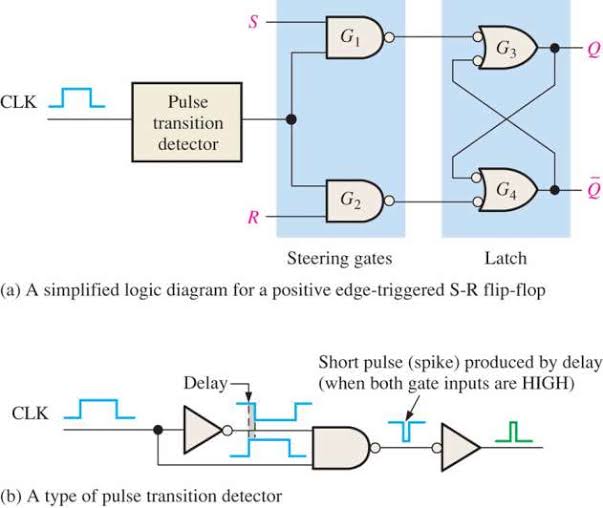 S
G1
G3
Q
CLK
Pulse
transition
detector
G2
G4
Q̅
R
Steering gates
Latch
(a) A simplified logic diagram for a positive edge-triggered S-R flip-flop
Short pulse (spike) produced by delay
Delay
(when both gate inputs are HIGH)
CLK
(b) A type of pulse transition detector